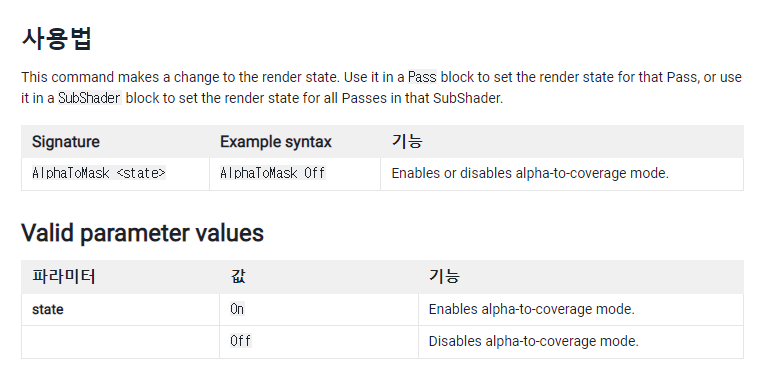 사용법
This command makes a change to the render state. Use it in a Pass block to set the render state for that Pass, or use
it in a SubShader block to set the render state for all Passes in that SubShader.
Signature Example syntax 기능
AlphaToMask <state> AlphaToMask Off Enables or disables alpha-to-coverage mode.
Valid parameter values
파라미터 값 기능
state On Enables alpha-to-coverage mode.
Off Disables alpha-to-coverage mode.